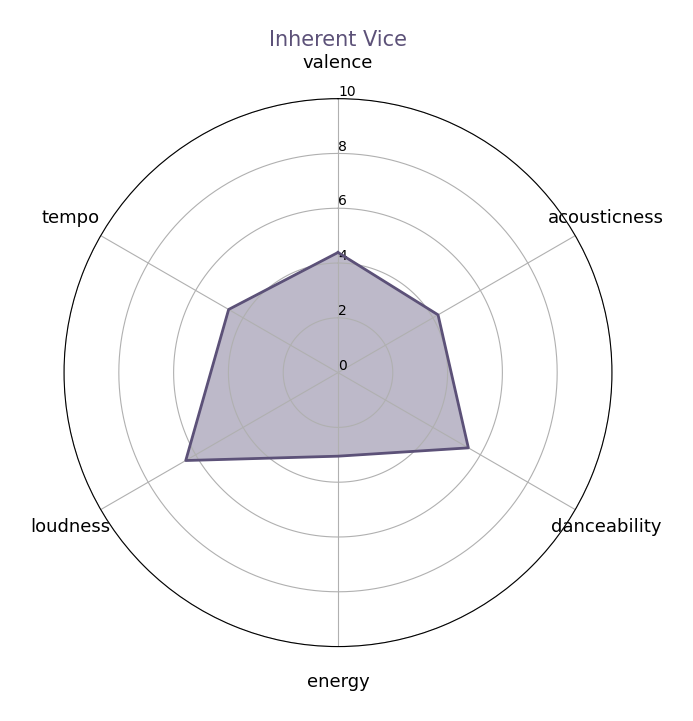 Inherent Vice
valence
10
8
6
tempo
acousticness
4
2
0
loudness
danceability
energy